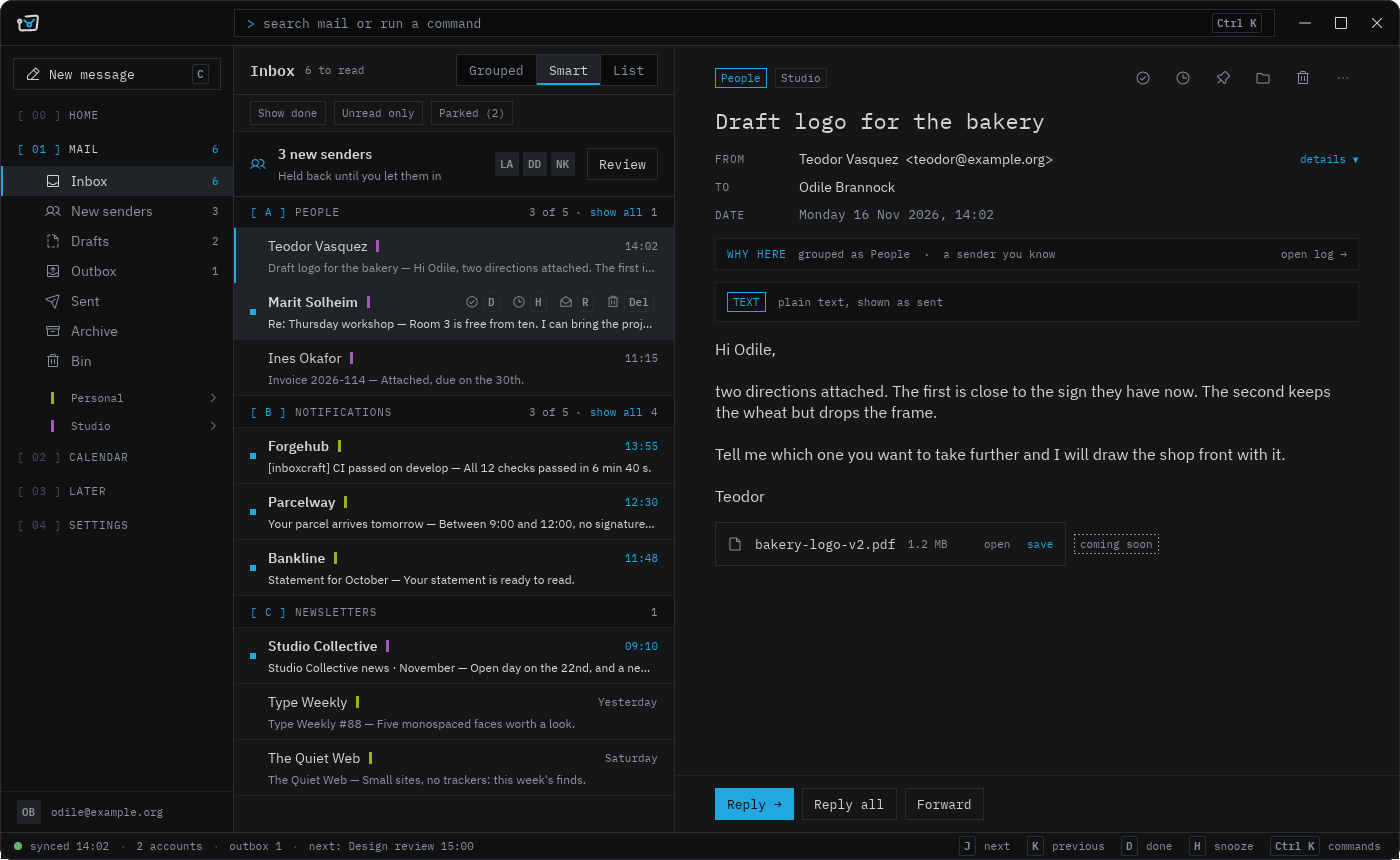 > search mail or run a command Ctrl K
New message C
[ 00 ] HOME
[ 01 ] MAIL 6
Inbox 6
New senders 3
Drafts 2
Outbox 1
Sent
Archive
Bin
Personal
Studio
[ 02 ] CALENDAR
[ 03 ] LATER
[ 04 ] SETTINGS
OB odile@example.org
Inbox 6 to read Grouped Smart List
Show done Unread only Parked (2)
3 new senders
Held back until you let them in
LA DD NK Review
[ A ] PEOPLE 3 of 5 · show all 1
Teodor Vasquez 14:02
Draft logo for the bakery — Hi Odile, two directions attached. The first i…
Marit Solheim D H R Del
Re: Thursday workshop — Room 3 is free from ten. I can bring the proj…
Ines Okafor 11:15
Invoice 2026-114 — Attached, due on the 30th.
[ B ] NOTIFICATIONS 3 of 5 · show all 4
Forgehub 13:55
[inboxcraft] CI passed on develop — All 12 checks passed in 6 min 40 s.
Parcelway 12:30
Your parcel arrives tomorrow — Between 9:00 and 12:00, no signature…
Bankline 11:48
Statement for October — Your statement is ready to read.
[ C ] NEWSLETTERS 1
Studio Collective 09:10
Studio Collective news · November — Open day on the 22nd, and a ne…
Type Weekly Yesterday
Type Weekly #88 — Five monospaced faces worth a look.
The Quiet Web Saturday
The Quiet Web — Small sites, no trackers: this week's finds.
People Studio
Draft logo for the bakery
FROM Teodor Vasquez <teodor@example.org> details ▾
TO Odile Brannock
DATE Monday 16 Nov 2026, 14:02
WHY HERE grouped as People · a sender you know open log →
TEXT plain text, shown as sent
Hi Odile,
two directions attached. The first is close to the sign they have now. The second keeps
the wheat but drops the frame.
Tell me which one you want to take further and I will draw the shop front with it.
Teodor
bakery-logo-v2.pdf 1.2 MB open save coming soon
Reply → Reply all Forward
synced 14:02 · 2 accounts · outbox 1 · next: Design review 15:00
J next K previous D done H snooze Ctrl K commands